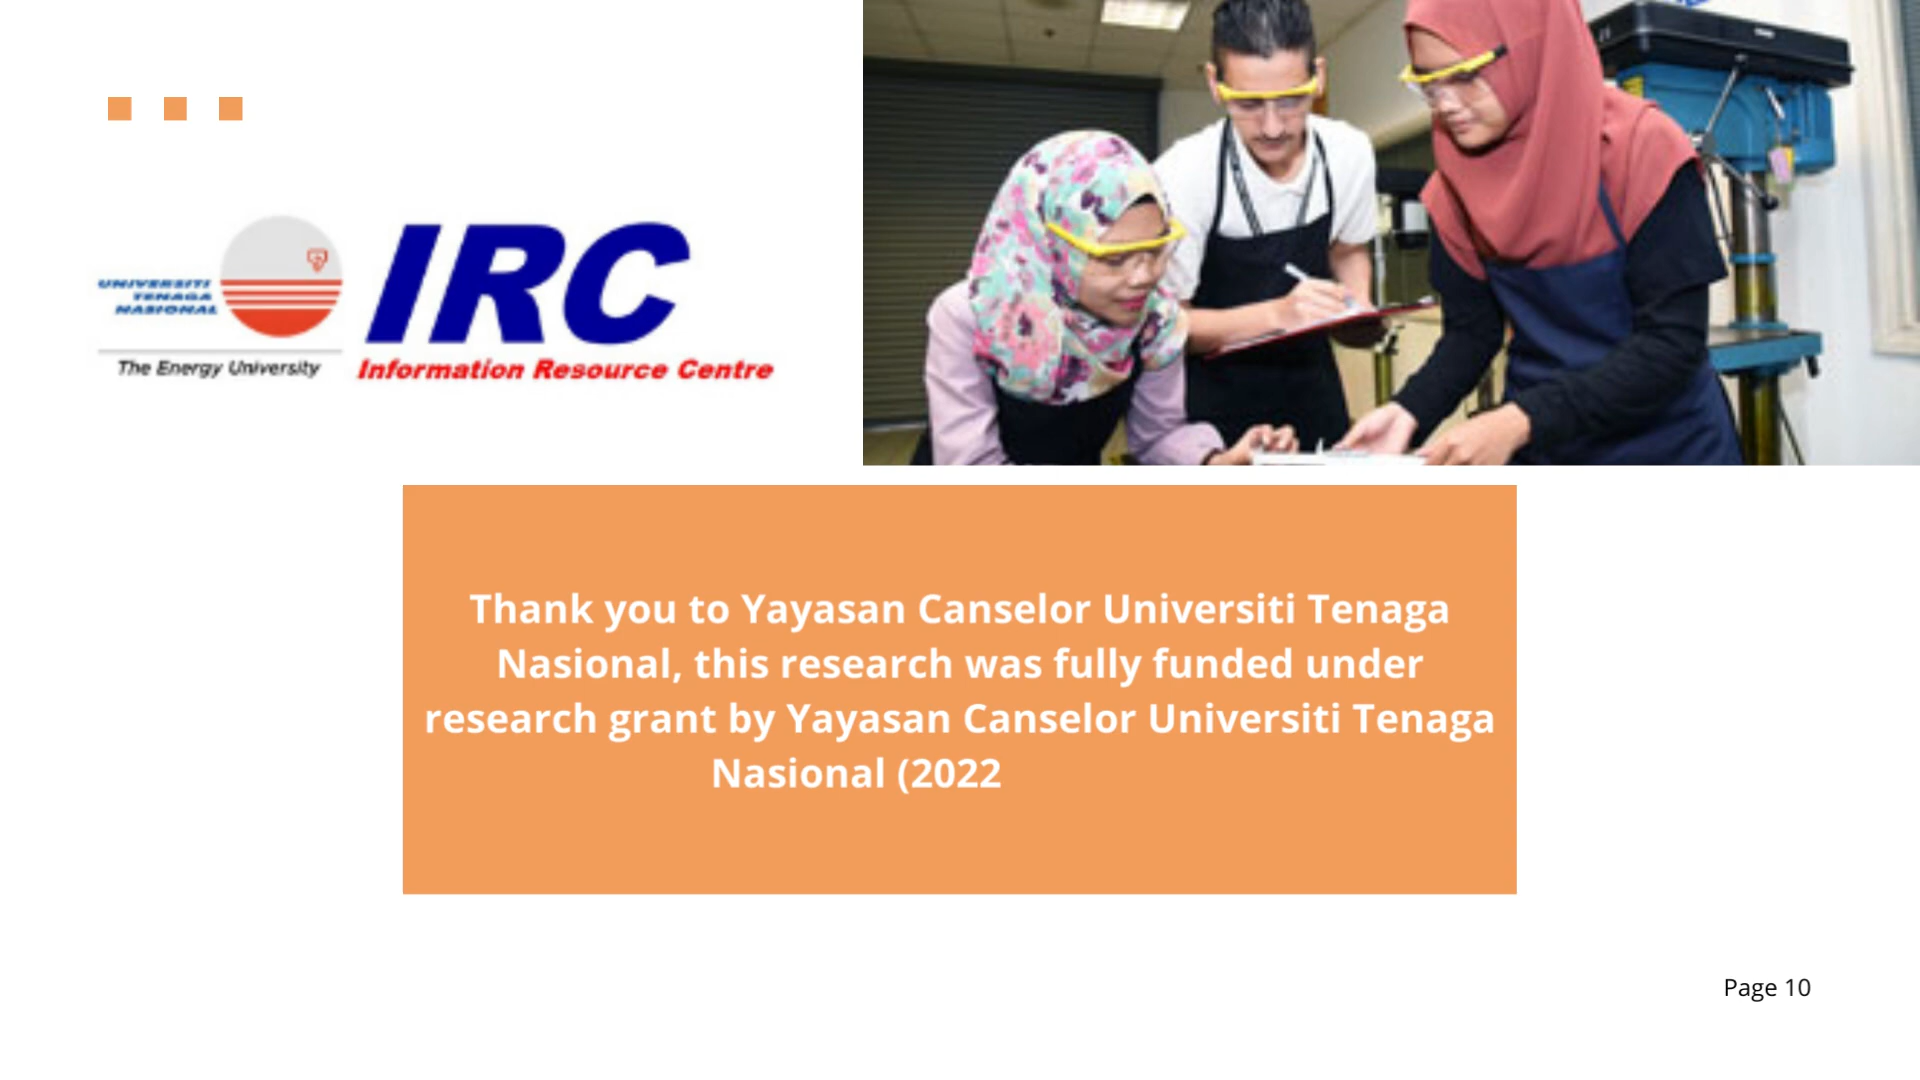 UNIVERSITI
TENAGA
NASIONAL
The Energy University
IRC
Information Resource Centre
Thank you to Yayasan Canselor Universiti Tenaga
Nasional, this research was fully funded under
research grant by Yayasan Canselor Universiti Tenaga
Nasional (2022
Page 10